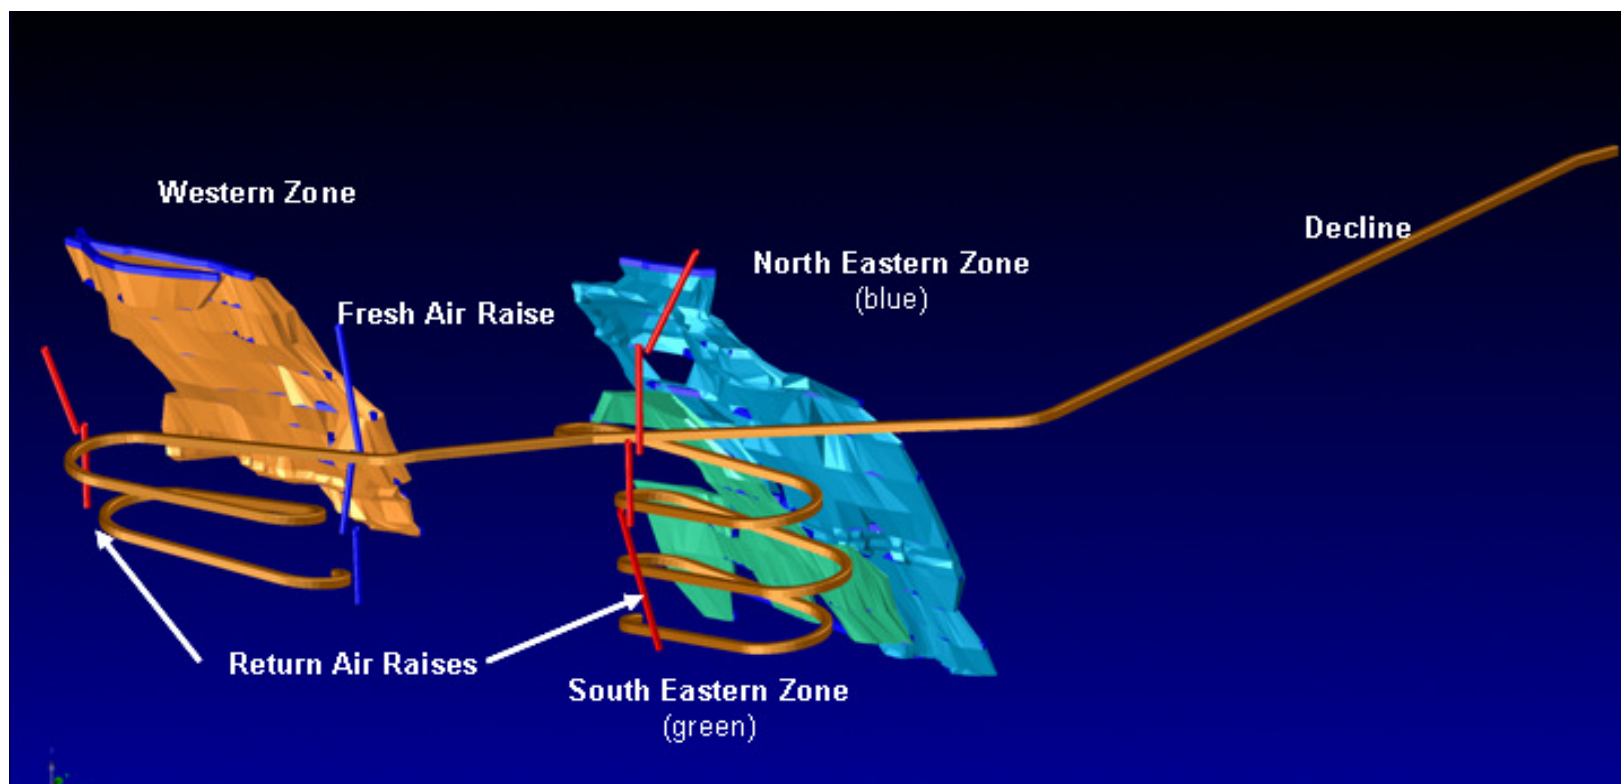 Western Zone
Decline
North Eastern Zone
(blue)
Fresh Air Raise
Return Air Raises
South Eastern Zone
(green)